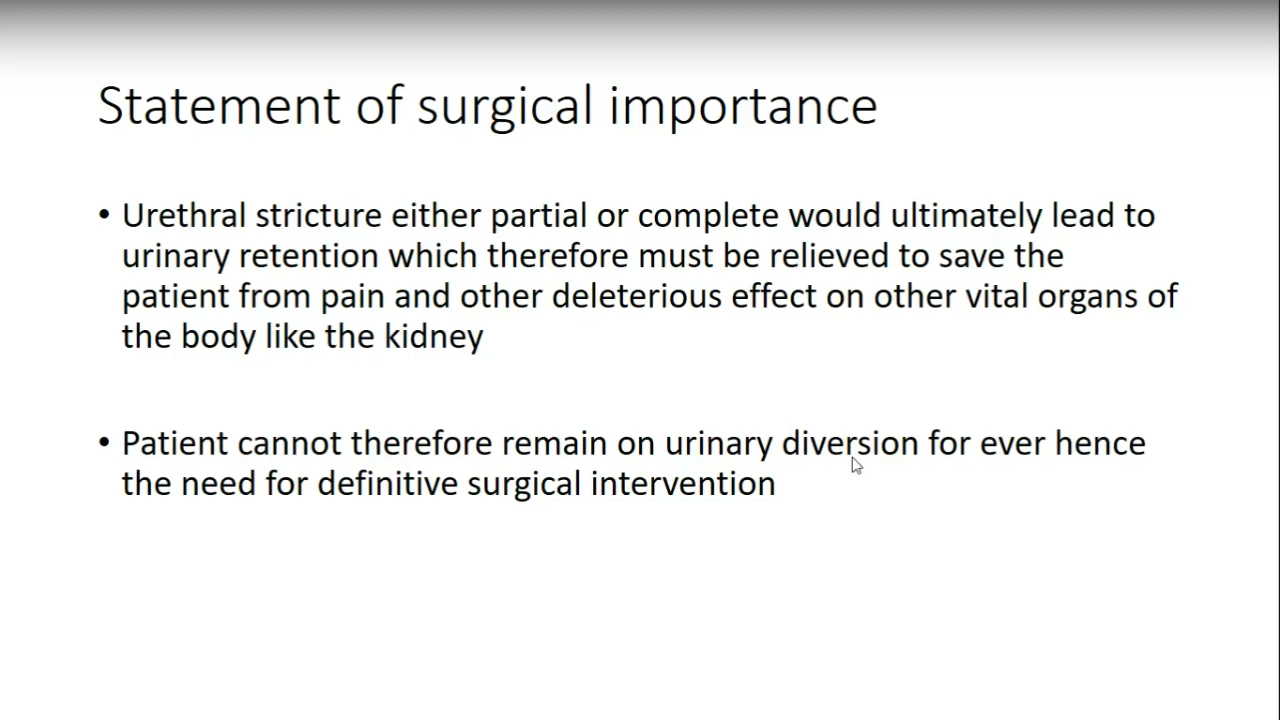 Statement of surgical importance
• Urethral stricture either partial or complete would ultimately lead to
urinary retention which therefore must be relieved to save the
patient from pain and other deleterious effect on other vital organs of
the body like the kidney
• Patient cannot therefore remain on urinary diversion for ever hence
the need for definitive surgical intervention